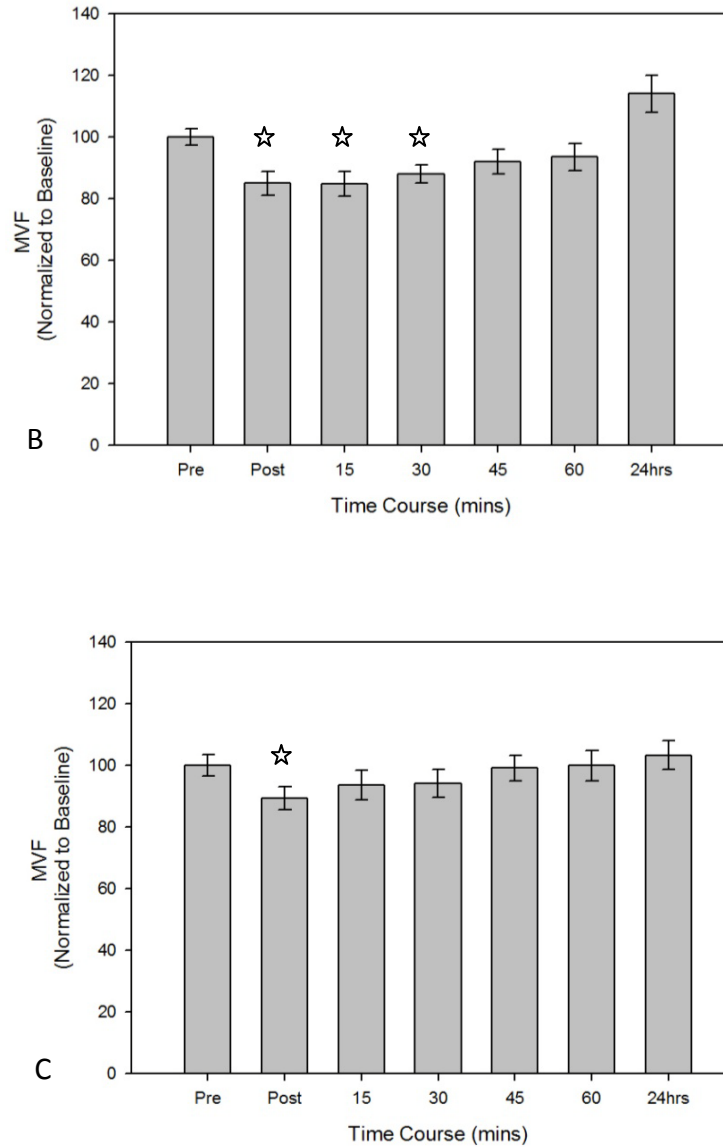 140
120
100
80
60
40
20
0
MVF
(Normalized to Baseline)
B
Pre Post 15 30 45 60 24hrs
Time Course (mins)
140
120
100
80
60
40
20
0
MVF
(Normalized to Baseline)
C
Pre Post 15 30 45 60 24hrs
Time Course (mins)